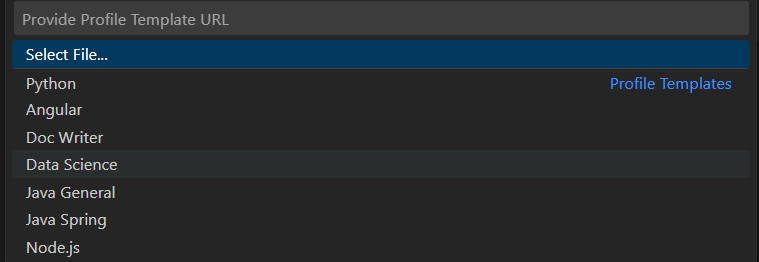 Provide Profile Template URL
Select File...
Python Profile Templates
Angular
Doc Writer
Data Science
Java General
Java Spring
Node.js